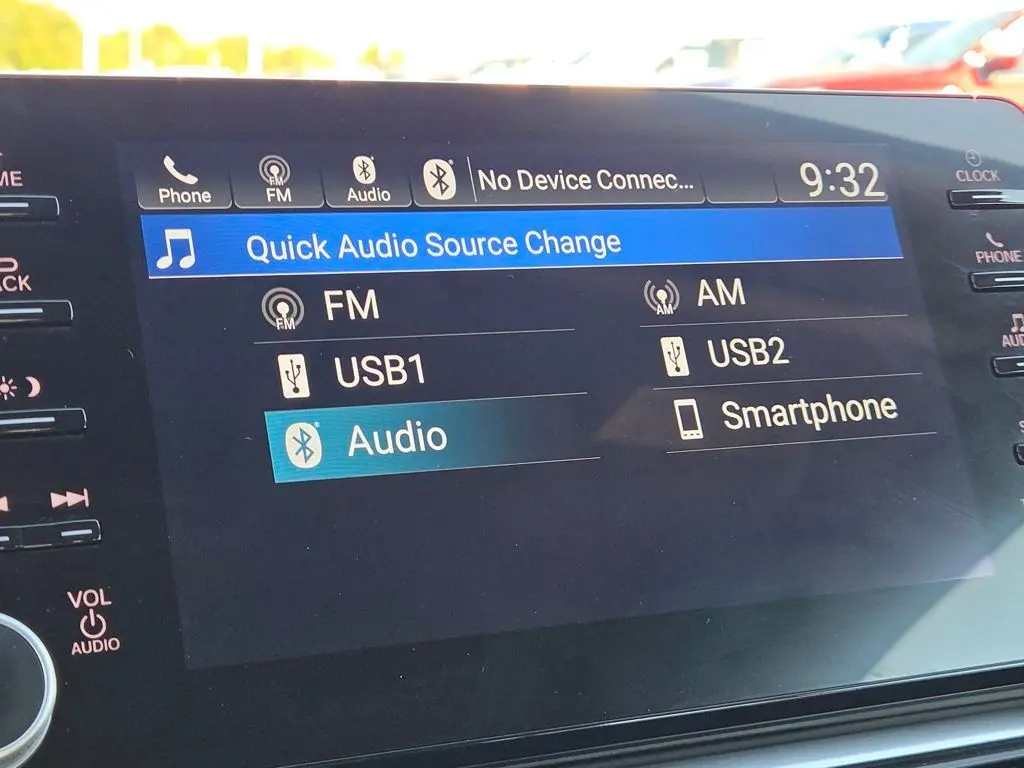 Phone FM Audio No Device Connec... 9:32
Quick Audio Source Change
FM AM
USB1 USB2
Audio Smartphone
CLOCK
PHONE
VOL
AUDIO